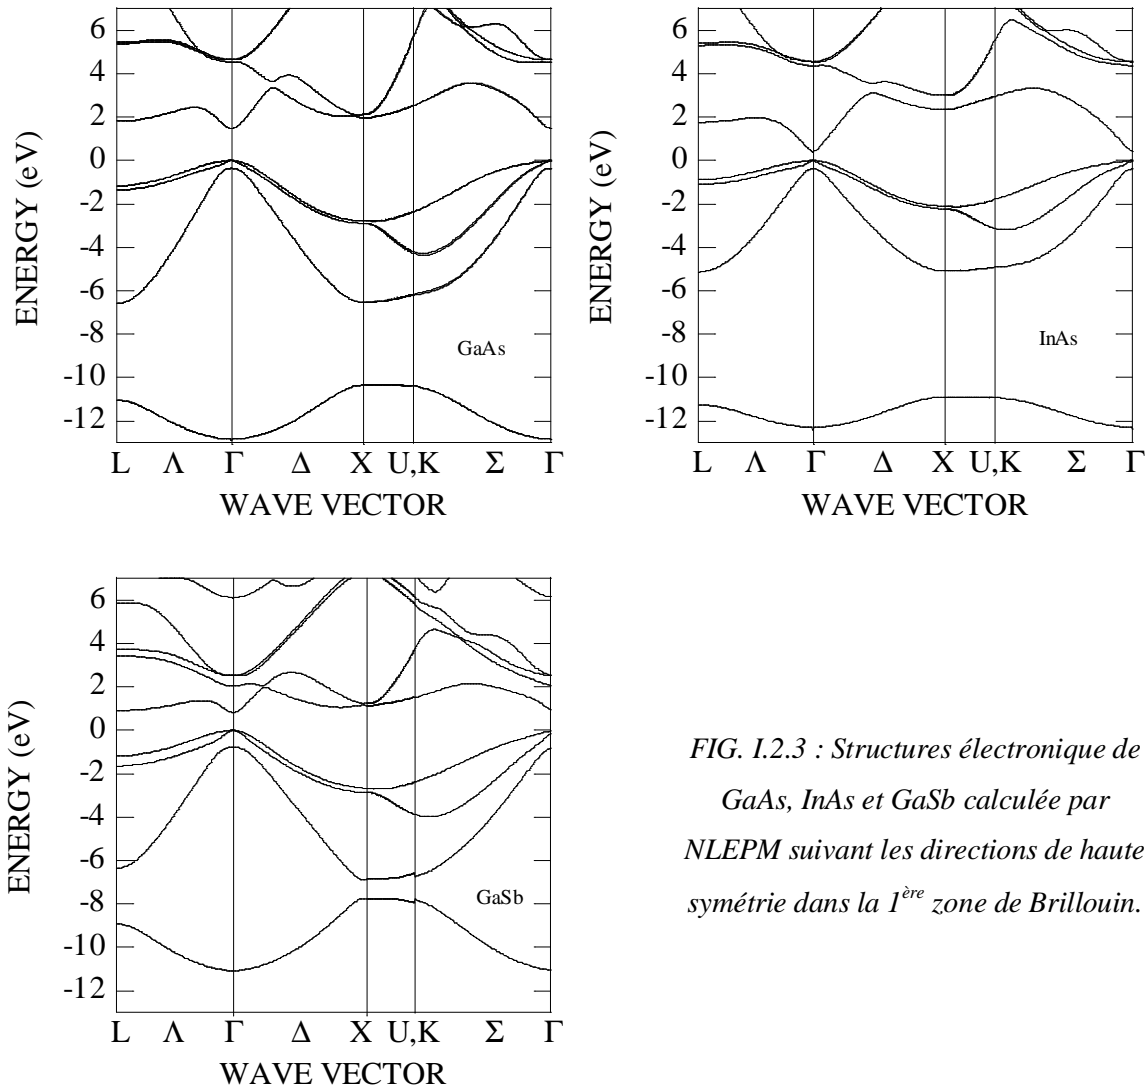 ENERGY (eV)
6
4
2
0
-2
-4
-6
-8
-10
-12
GaAs
L Λ Γ Δ X U,K Σ Γ
WAVE VECTOR
ENERGY (eV)
6
4
2
0
-2
-4
-6
-8
-10
-12
InAs
L Λ Γ Δ X U,K Σ Γ
WAVE VECTOR
ENERGY (eV)
6
4
2
0
-2
-4
-6
-8
-10
-12
GaSb
L Λ Γ Δ X U,K Σ Γ
WAVE VECTOR
FIG. I.2.3 : Structures électronique de
GaAs, InAs et GaSb calculée par
NLEPM suivant les directions de haute
symétrie dans la 1ère zone de Brillouin.